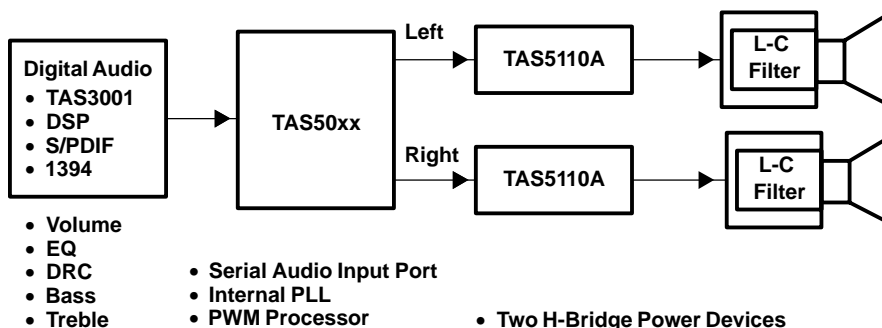 Digital Audio
• TAS3001
• DSP
• S/PDIF
• 1394
TAS50xx
Left
TAS5110A
L-C
Filter
Right
TAS5110A
L-C
Filter
• Volume
• EQ
• DRC
• Bass
• Treble
• Serial Audio Input Port
• Internal PLL
• PWM Processor
• Two H-Bridge Power Devices